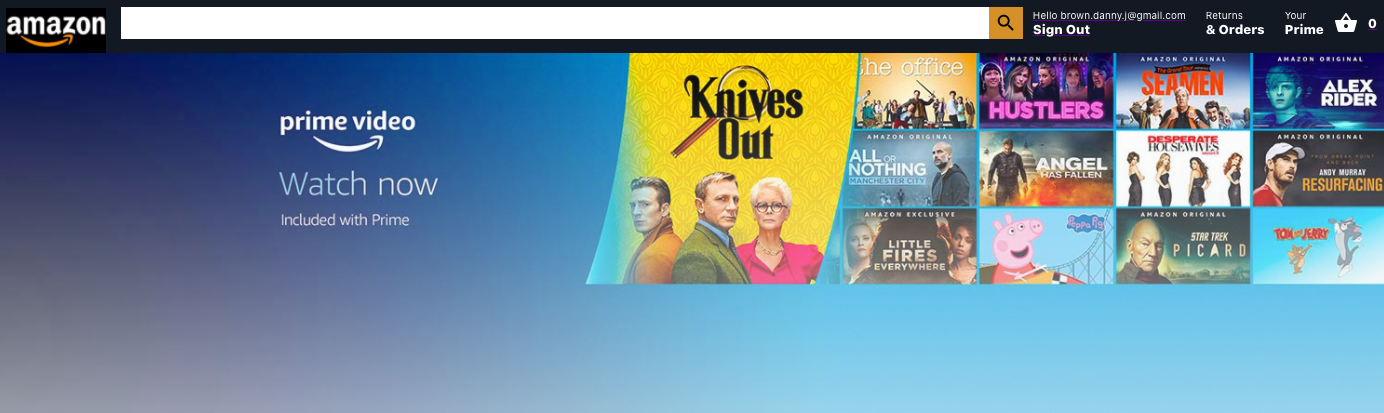 amazon
Hello brown.danny.j@gmail.com
Sign Out
Returns
& Orders
Your
Prime
0
prime video
Watch now
Included with Prime
Knives
Out
the office
AMAZON ORIGINAL
HUSTLERS
AMAZON ORIGINAL
The Grand Tour
SEAMEN
AMAZON ORIGINAL
ALEX
RIDER
AMAZON ORIGINAL
ALL OR
NOTHING
MANCHESTER CITY
ANGEL
HAS FALLEN
DESPERATE
HOUSEWIVES
AMAZON ORIGINAL
FROM BREAK POINT
AND BACK
ANDY MURRAY
RESURFACING
AMAZON EXCLUSIVE
LITTLE
FIRES
EVERYWHERE
Peppa Pig
AMAZON ORIGINAL
STAR TREK
PICARD
TOM AND JERRY